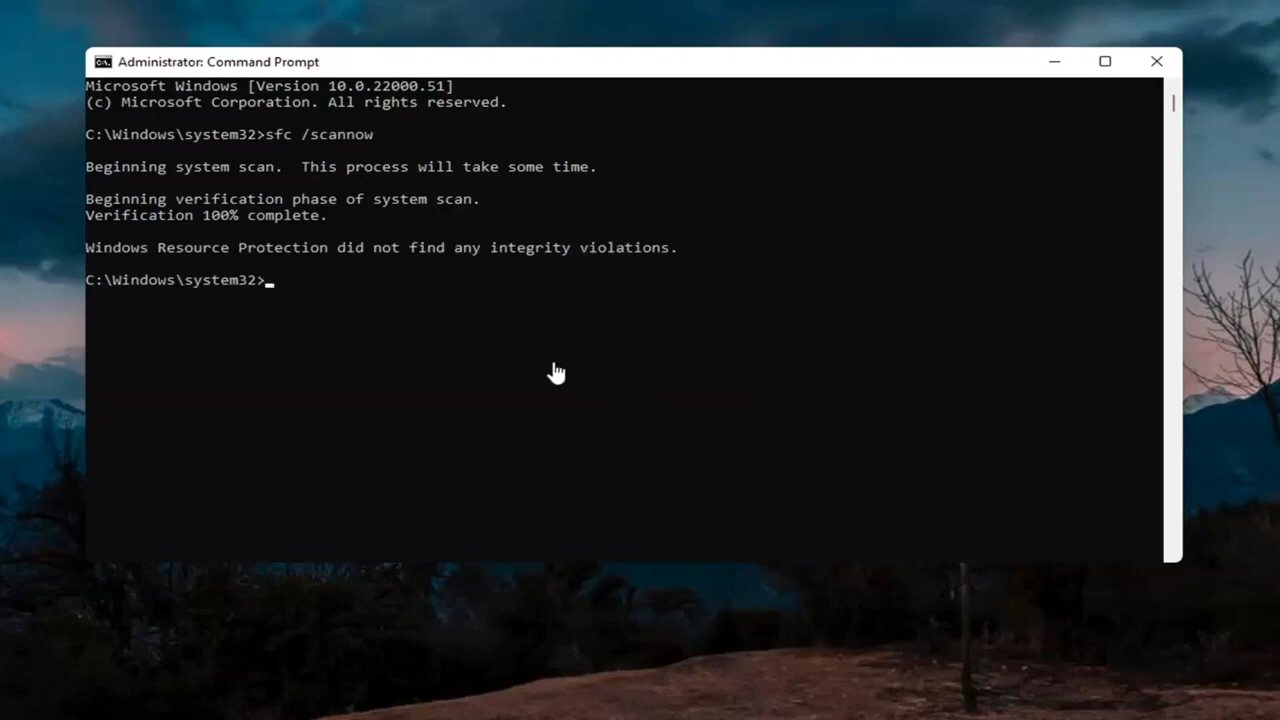 Administrator: Command Prompt
Microsoft Windows [Version 10.0.22000.51]
(c) Microsoft Corporation. All rights reserved.
C:\Windows\system32>sfc /scannow
Beginning system scan.  This process will take some time.
Beginning verification phase of system scan.
Verification 100% complete.
Windows Resource Protection did not find any integrity violations.
C:\Windows\system32>